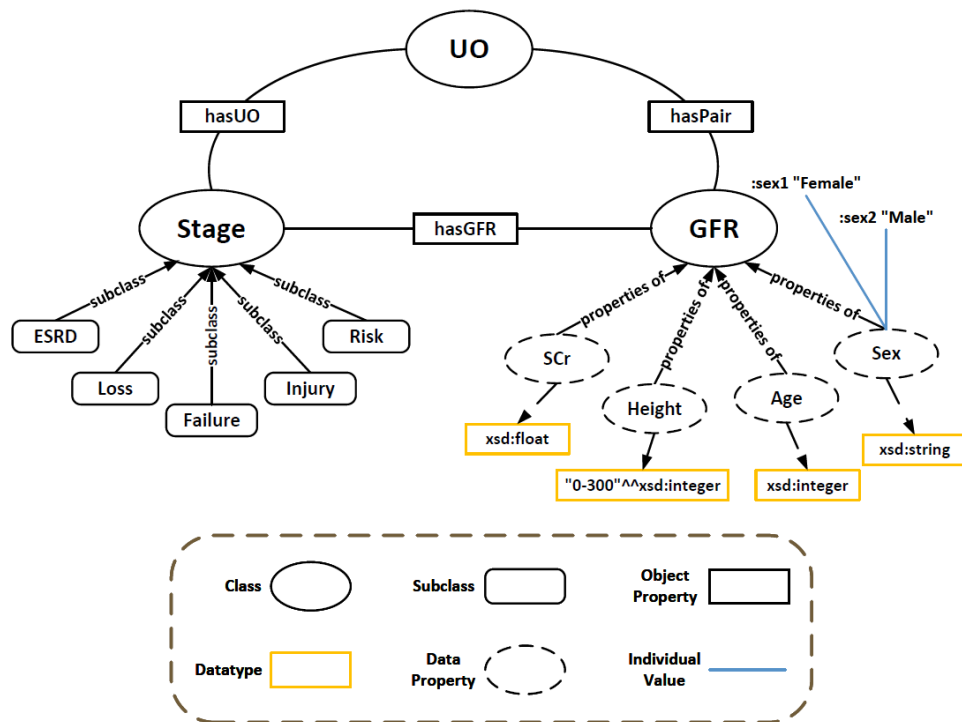 UO
hasUO
hasPair
:sex1 "Female"
:sex2 "Male"
Stage
hasGFR
GFR
subclass
subclass
subclass
subclass
subclass
properties of
properties of
properties of
properties of
ESRD
Risk
SCr
Sex
Loss
Injury
Height
Age
Failure
xsd:float
xsd:string
"0-300"^^xsd:integer
xsd:integer
Class
Subclass
Object
Property
Datatype
Data
Property
Individual
Value